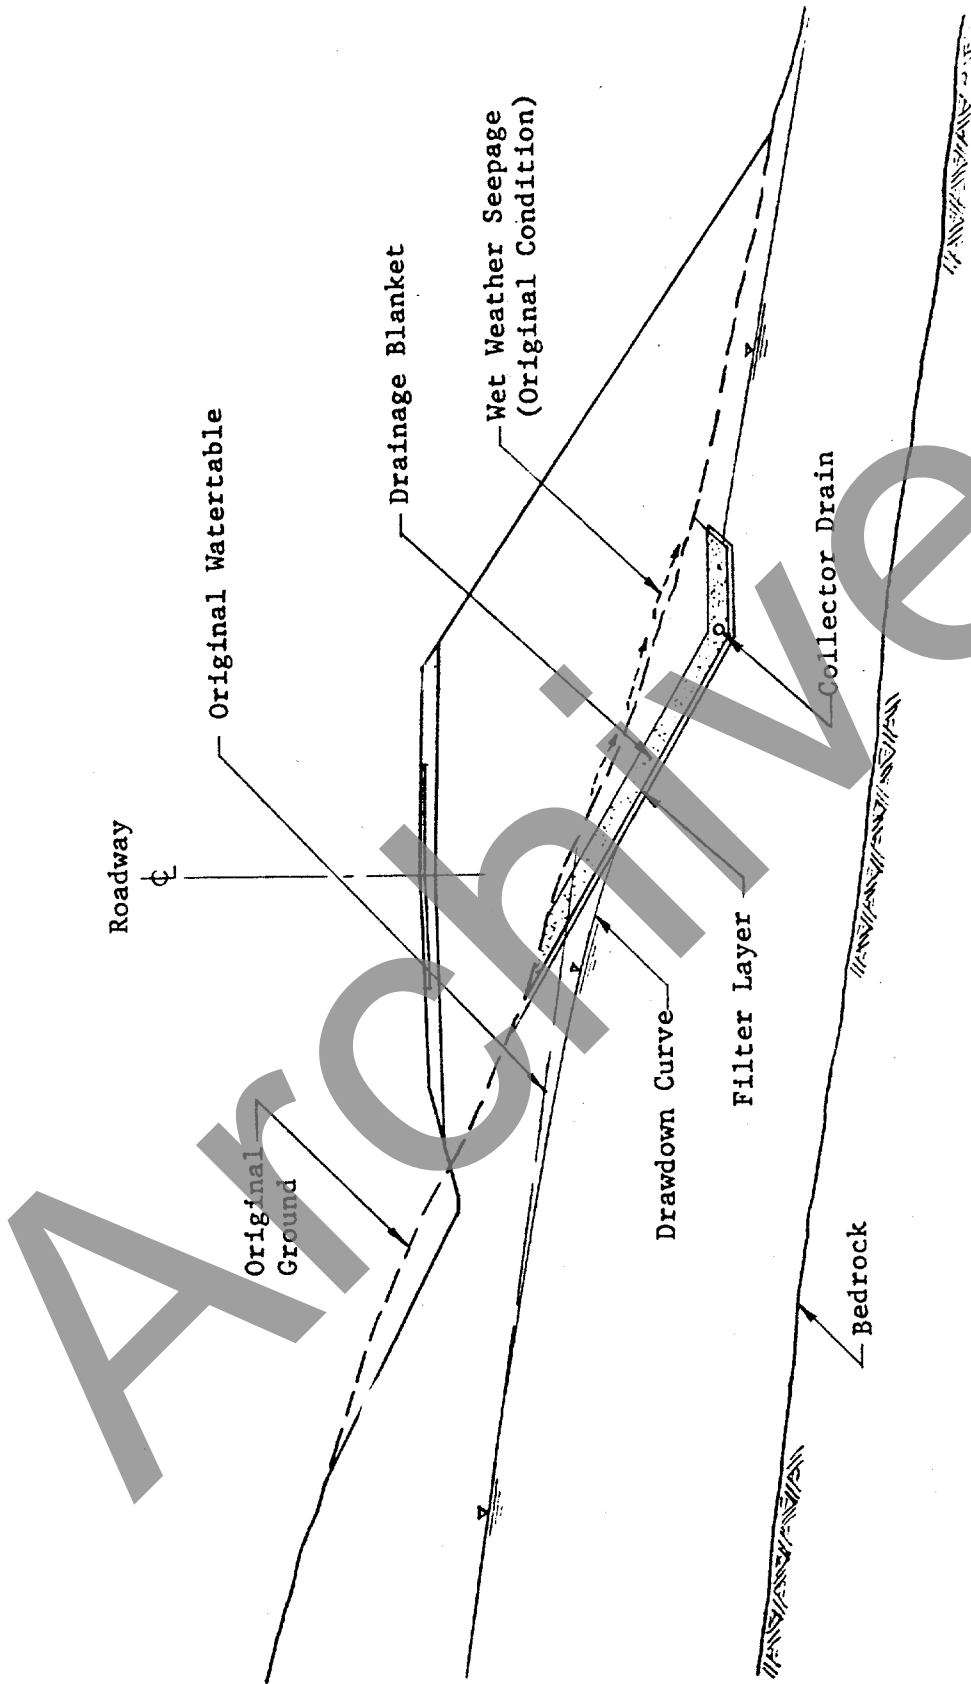 Roadway
℄
Original Watertable
Drainage Blanket
Wet Weather Seepage
(Original Condition)
Original
Ground
Drawdown Curve
Filter Layer
Collector Drain
Bedrock
Archive